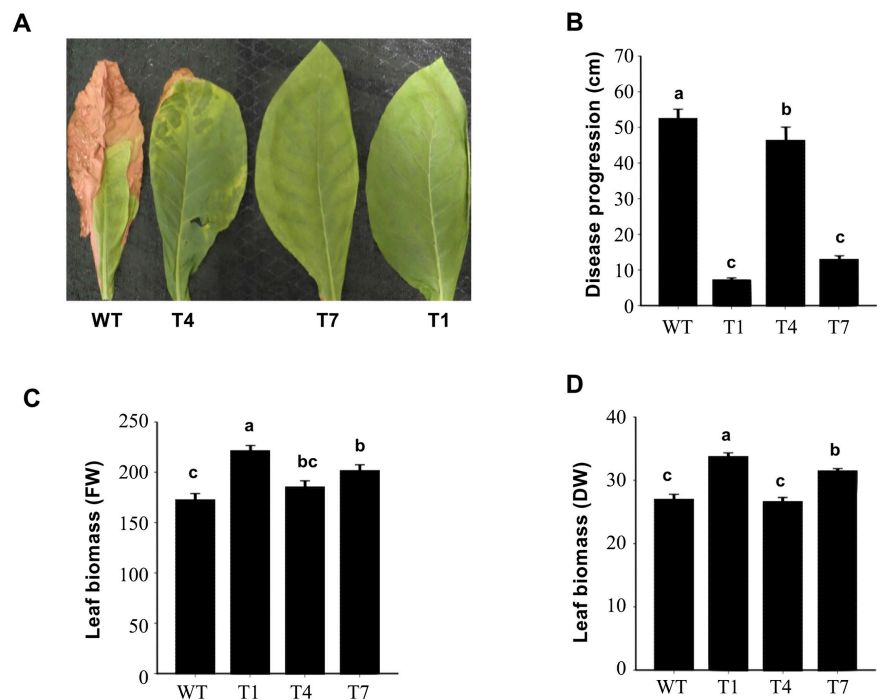 A
WT T4 T7 T1
B
Disease progression (cm)
70
60
50
40
30
20
10
0
a
c
b
c
WT T1 T4 T7
C
Leaf biomass (FW)
250
200
150
100
50
0
c
a
bc
b
WT T1 T4 T7
D
Leaf biomass (DW)
40
30
20
10
0
c
a
c
b
WT T1 T4 T7